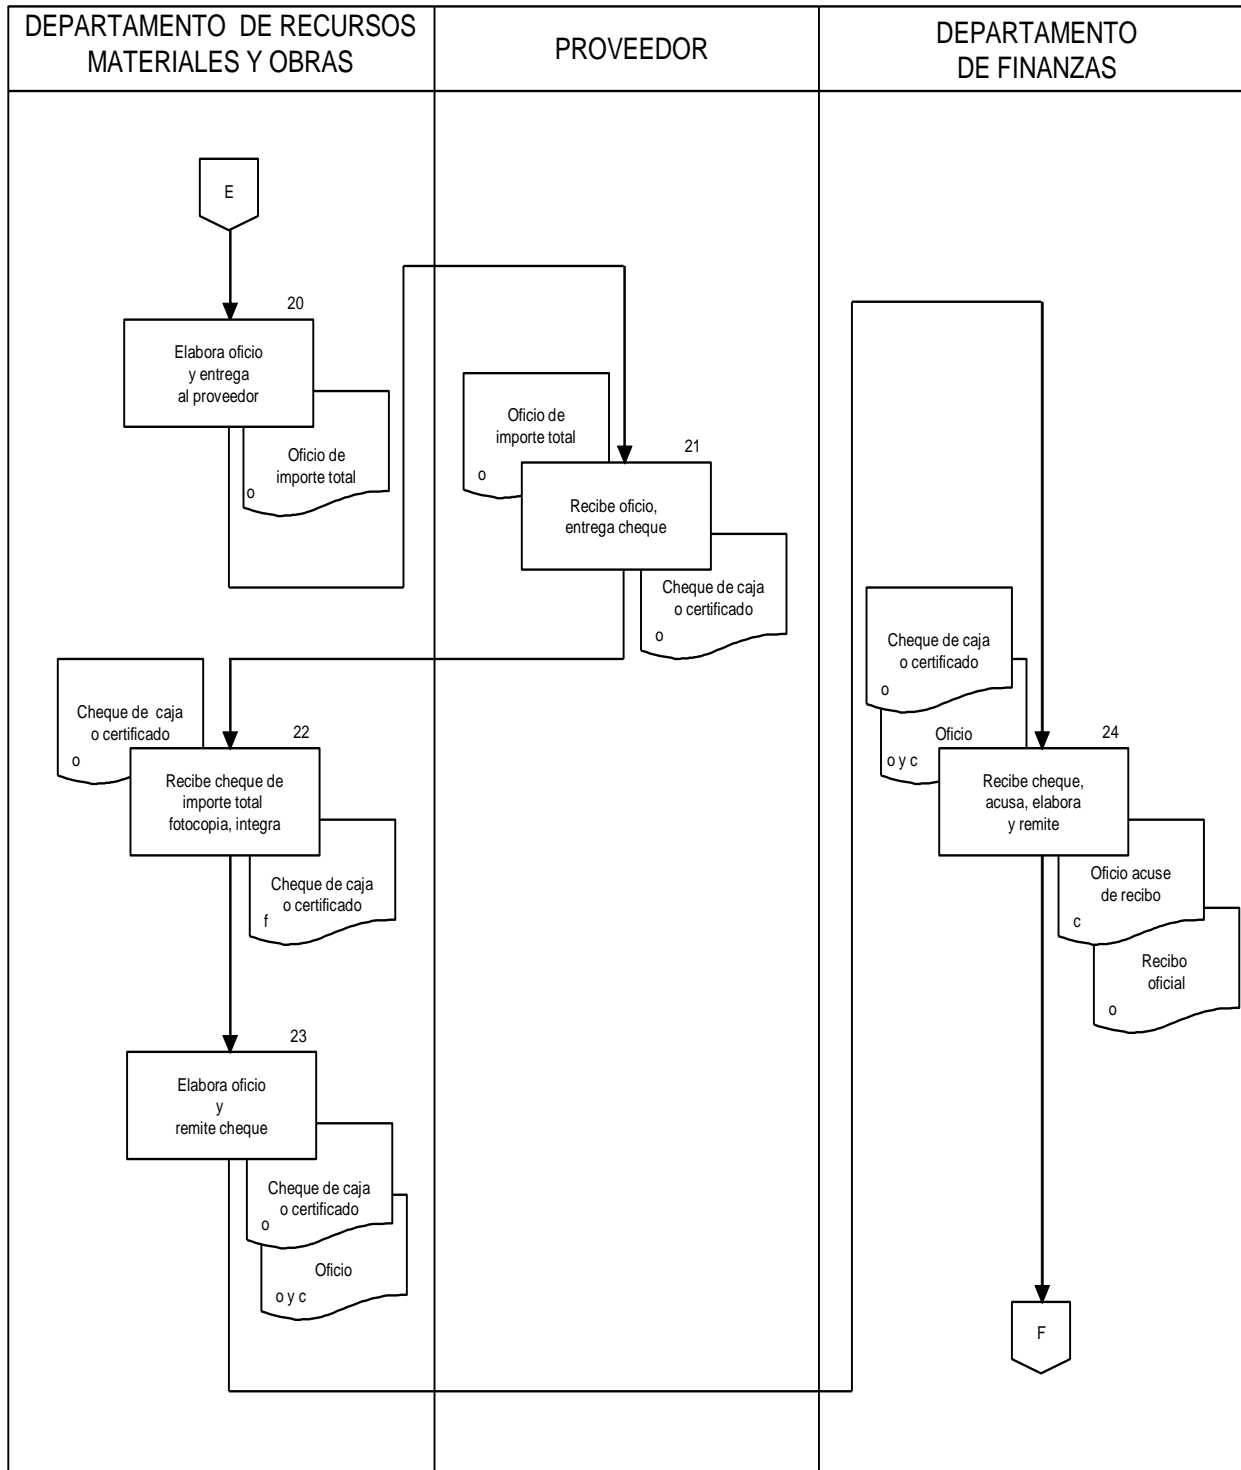 DEPARTAMENTO DE RECURSOS
MATERIALES Y OBRAS
PROVEEDOR
DEPARTAMENTO
DE FINANZAS
E
20
Elabora oficio
y entrega
al proveedor
Oficio de
importe total
o
Oficio de
importe total
o
21
Recibe oficio,
entrega cheque
Cheque de caja
o certificado
o
Cheque de caja
o certificado
o
22
Recibe cheque de
importe total
fotocopia, integra
Cheque de caja
o certificado
f
23
Elabora oficio
y
remite cheque
Cheque de caja
o certificado
o
Oficio
o y c
Cheque de caja
o certificado
o
Oficio
o y c
24
Recibe cheque,
acusa, elabora
y remite
Oficio acuse
de recibo
c
Recibo
oficial
o
F